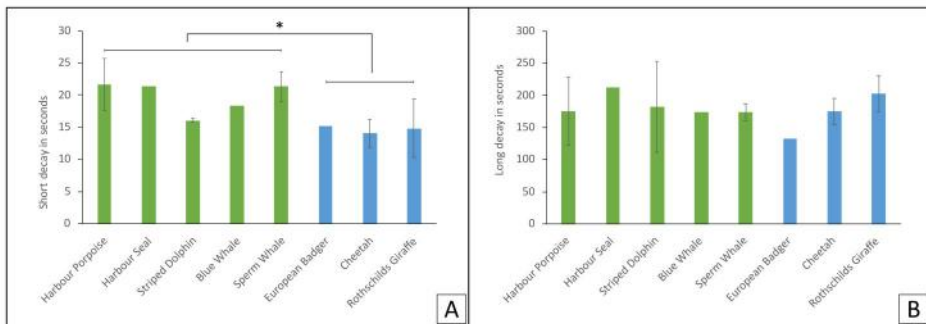 *
30
25
20
15
10
5
0
Short decay in seconds
Harbour Porpoise
Harbour Seal
Striped Dolphin
Blue Whale
Sperm Whale
European Badger
Cheetah
Rothschilds Giraffe
A
300
250
200
150
100
50
0
Long decay in seconds
Harbour Porpoise
Harbour Seal
Striped Dolphin
Blue Whale
Sperm Whale
European Badger
Cheetah
Rothschilds Giraffe
B